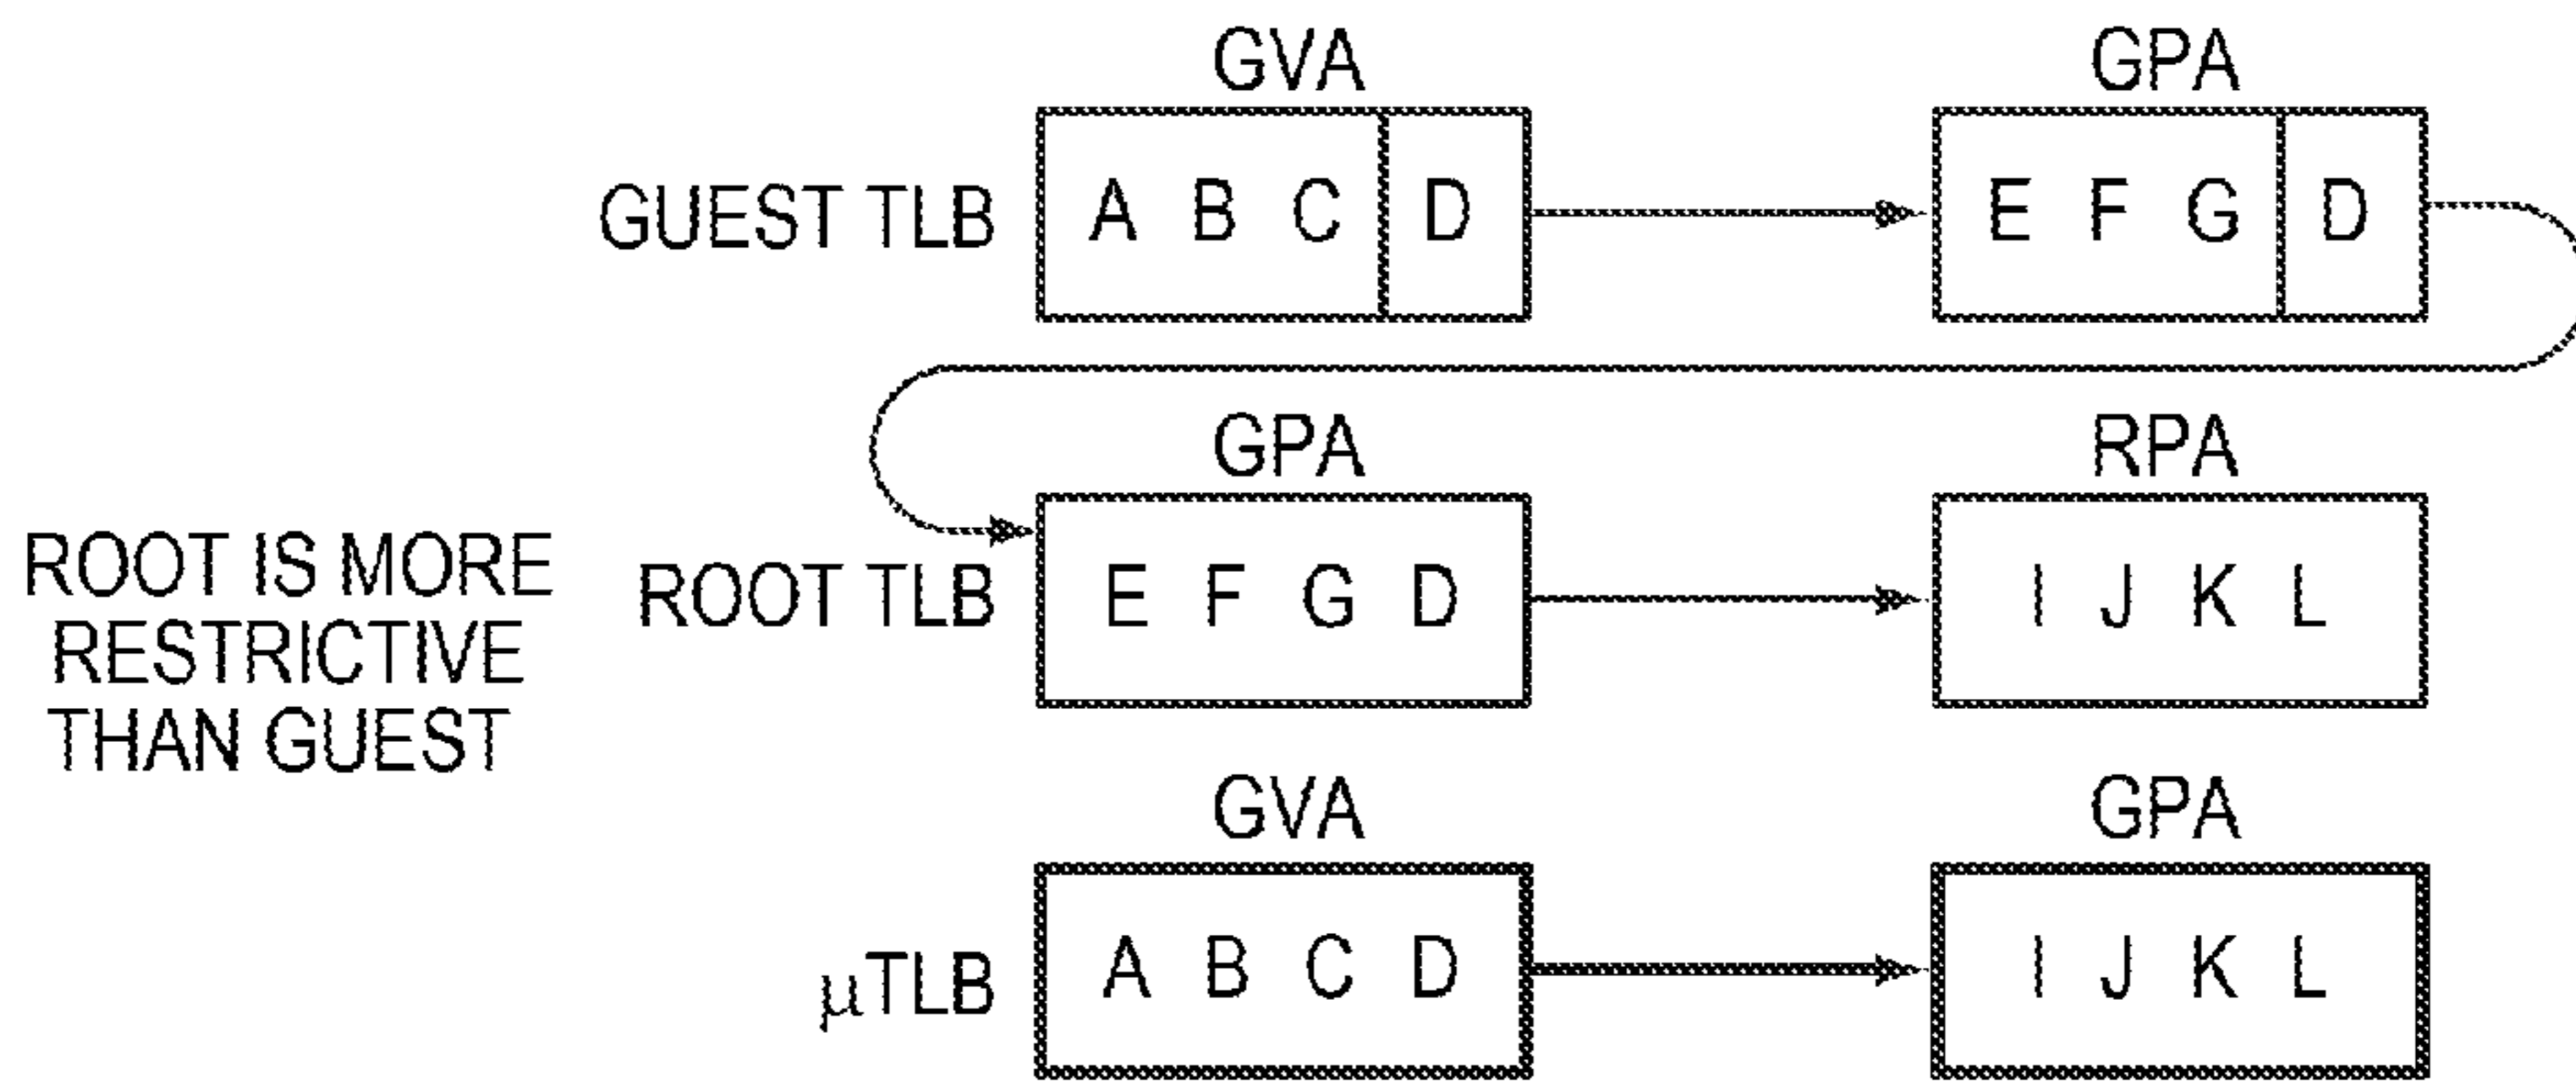 GVA GPA
GUEST TLB A B C D E F G D
GPA RPA
ROOT IS MORE
RESTRICTIVE
THAN GUEST
ROOT TLB E F G D I J K L
GVA GPA
μTLB A B C D I J K L